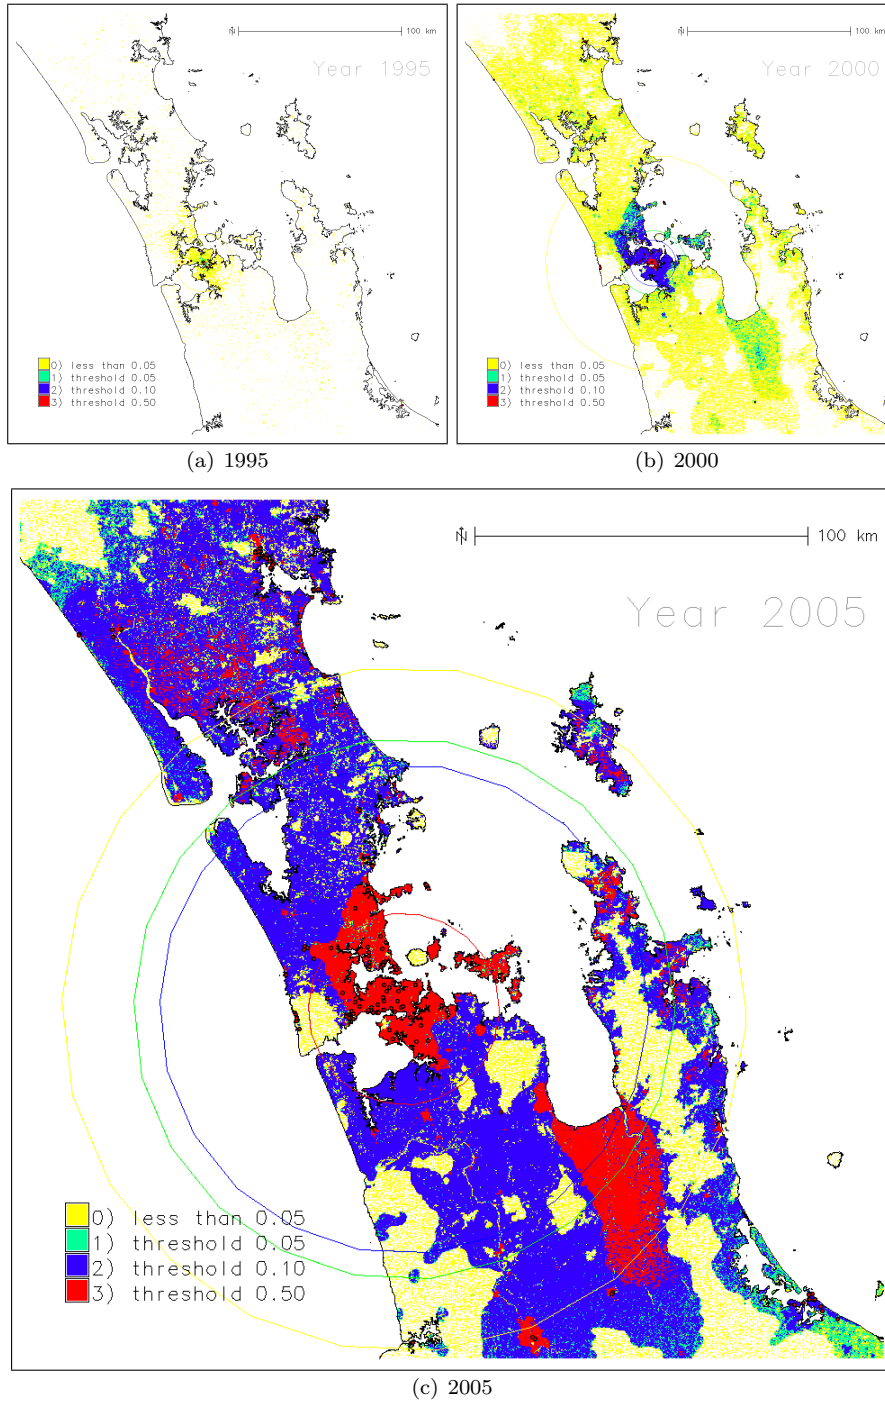 N 100 km
Year 1995
0) less than 0.05
1) threshold 0.05
2) threshold 0.10
3) threshold 0.50
(a) 1995
N 100 km
Year 2000
0) less than 0.05
1) threshold 0.05
2) threshold 0.10
3) threshold 0.50
(b) 2000
N 100 km
Year 2005
0) less than 0.05
1) threshold 0.05
2) threshold 0.10
3) threshold 0.50
(c) 2005